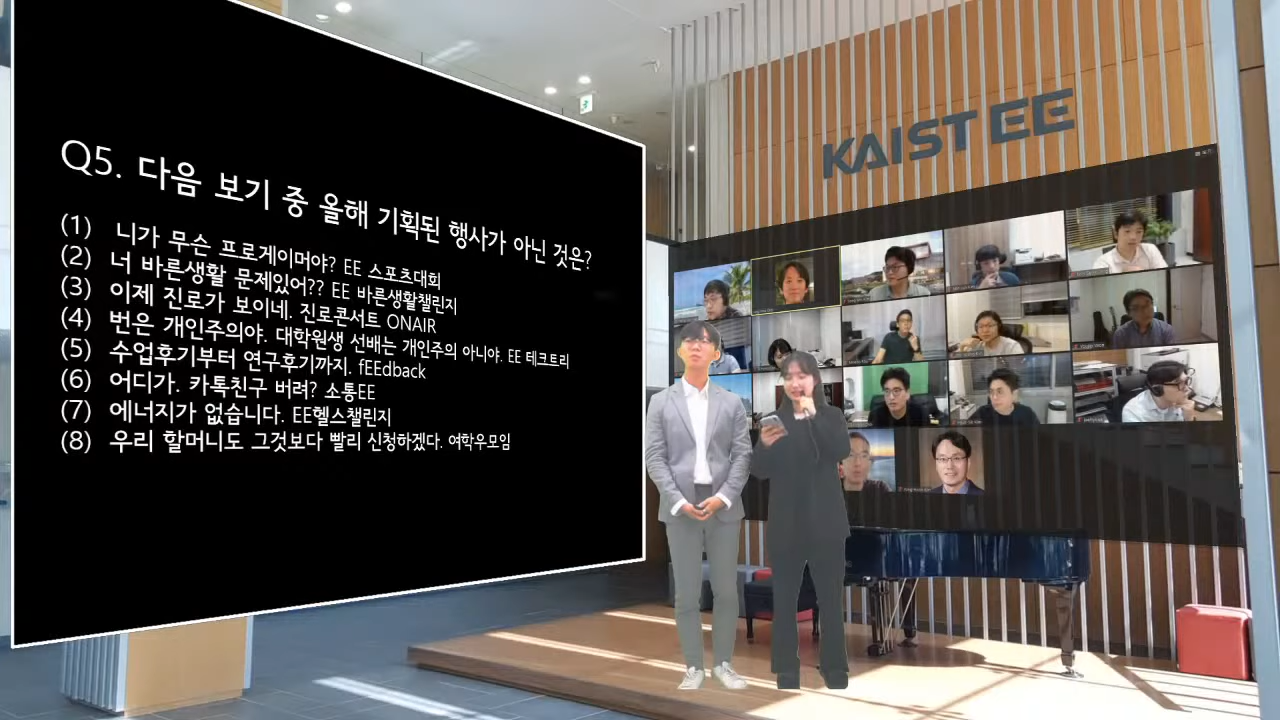 Q5. 다음 보기 중 올해 기획된 행사가 아닌 것은?
(1) 니가 무슨 프로게이머야? EE 스포츠대회
(2) 너 바른생활 문제있어?? EE 바른생활챌린지
(3) 이제 진로가 보이네. 진로콘서트 ONAIR
(4) 번은 개인주의야. 대학원생 선배는 개인주의 아니야. EE 테크트리
(5) 수업후기부터 연구후기까지. fEEdback
(6) 어디가. 카톡친구 버려? 소통EE
(7) 에너지가 없습니다. EE헬스챌린지
(8) 우리 할머니도 그것보다 빨리 신청하겠다. 여학우모임
KAIST EE